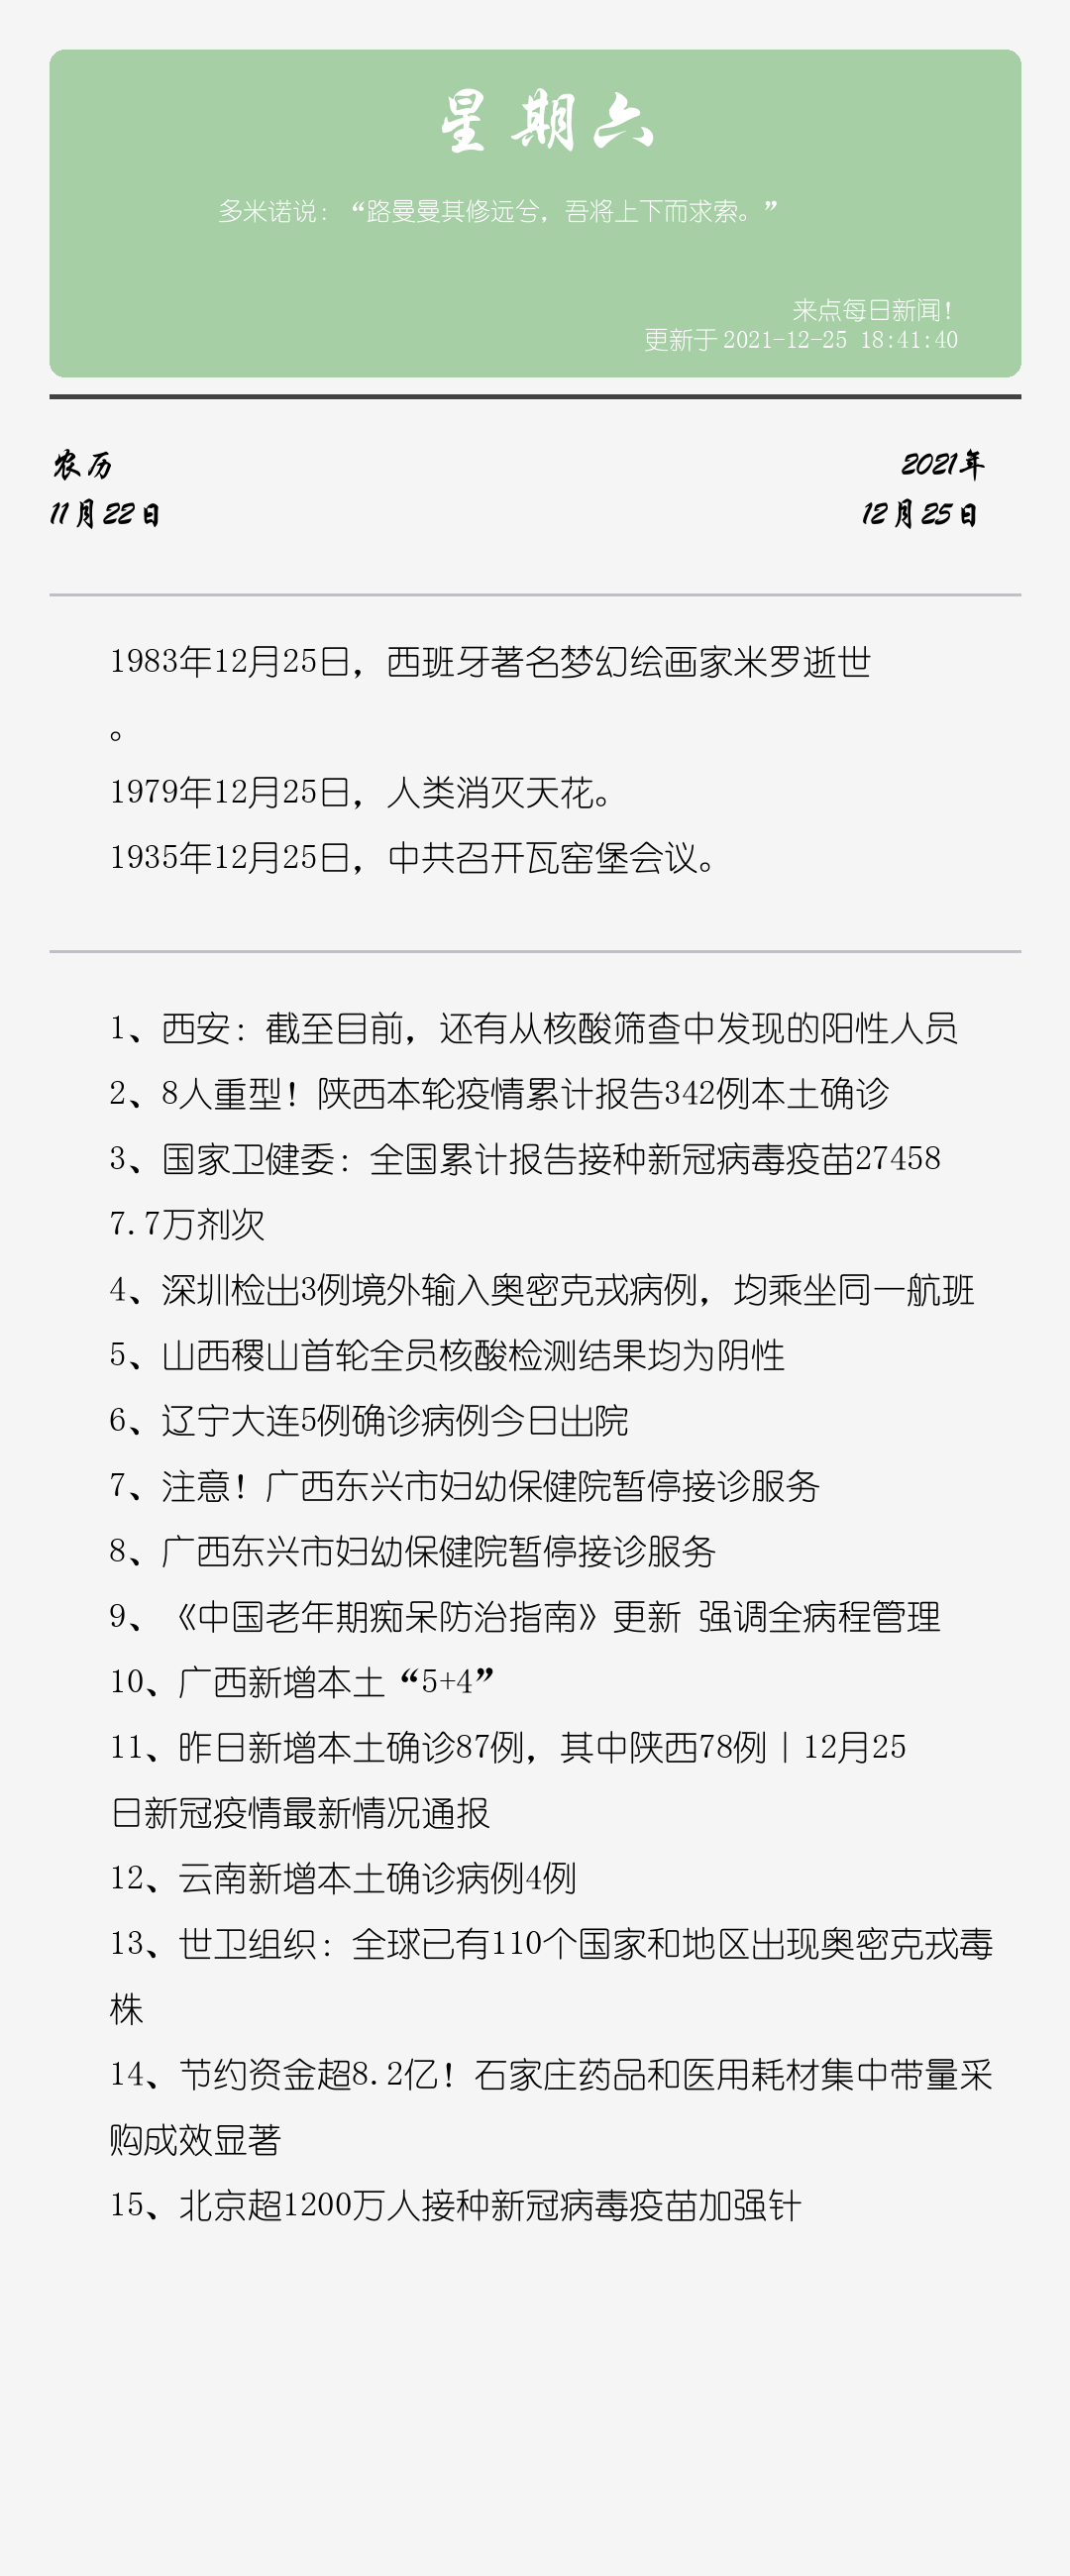 星期六
多米诺说：“路曼曼其修远兮，吾将上下而求索。”
来点每日新闻！
更新于 2021-12-25 18:41:40
农历
2021年
11月22日
12月25日
1983年12月25日，西班牙著名梦幻绘画家米罗逝世
。
1979年12月25日，人类消灭天花。
1935年12月25日，中共召开瓦窑堡会议。
1、西安：截至目前，还有从核酸筛查中发现的阳性人员
2、8人重型！陕西本轮疫情累计报告342例本土确诊
3、国家卫健委：全国累计报告接种新冠病毒疫苗27458
7.7万剂次
4、深圳检出3例境外输入奥密克戎病例，均乘坐同一航班
5、山西稷山首轮全员核酸检测结果均为阴性
6、辽宁大连5例确诊病例今日出院
7、注意！广西东兴市妇幼保健院暂停接诊服务
8、广西东兴市妇幼保健院暂停接诊服务
9、《中国老年期痴呆防治指南》更新 强调全病程管理
10、广西新增本土“5+4”
11、昨日新增本土确诊87例，其中陕西78例丨12月25
日新冠疫情最新情况通报
12、云南新增本土确诊病例4例
13、世卫组织：全球已有110个国家和地区出现奥密克戎毒
株
14、节约资金超8.2亿！石家庄药品和医用耗材集中带量采
购成效显著
15、北京超1200万人接种新冠病毒疫苗加强针